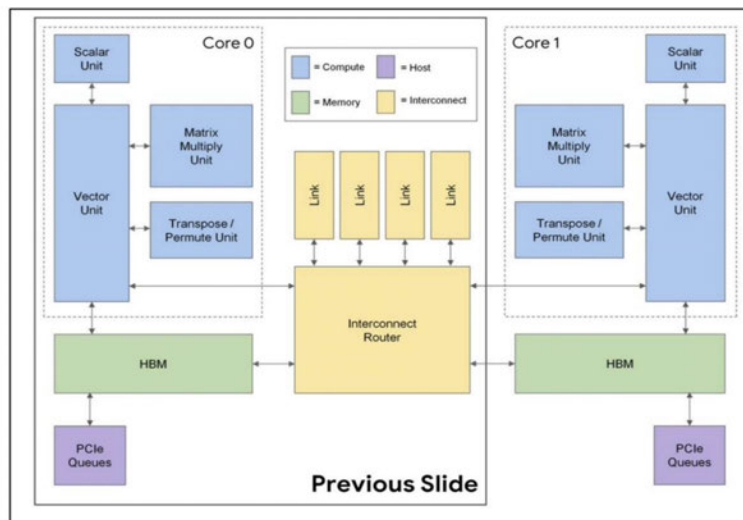 Core 0
Core 1
Scalar
Unit
= Compute
= Host
= Memory
= Interconnect
Scalar
Unit
Vector
Unit
Matrix
Multiply
Unit
Transpose /
Permute Unit
Link
Link
Link
Link
Matrix
Multiply
Unit
Transpose /
Permute Unit
Vector
Unit
Interconnect
Router
HBM
HBM
PCIe
Queues
PCIe
Queues
Previous Slide